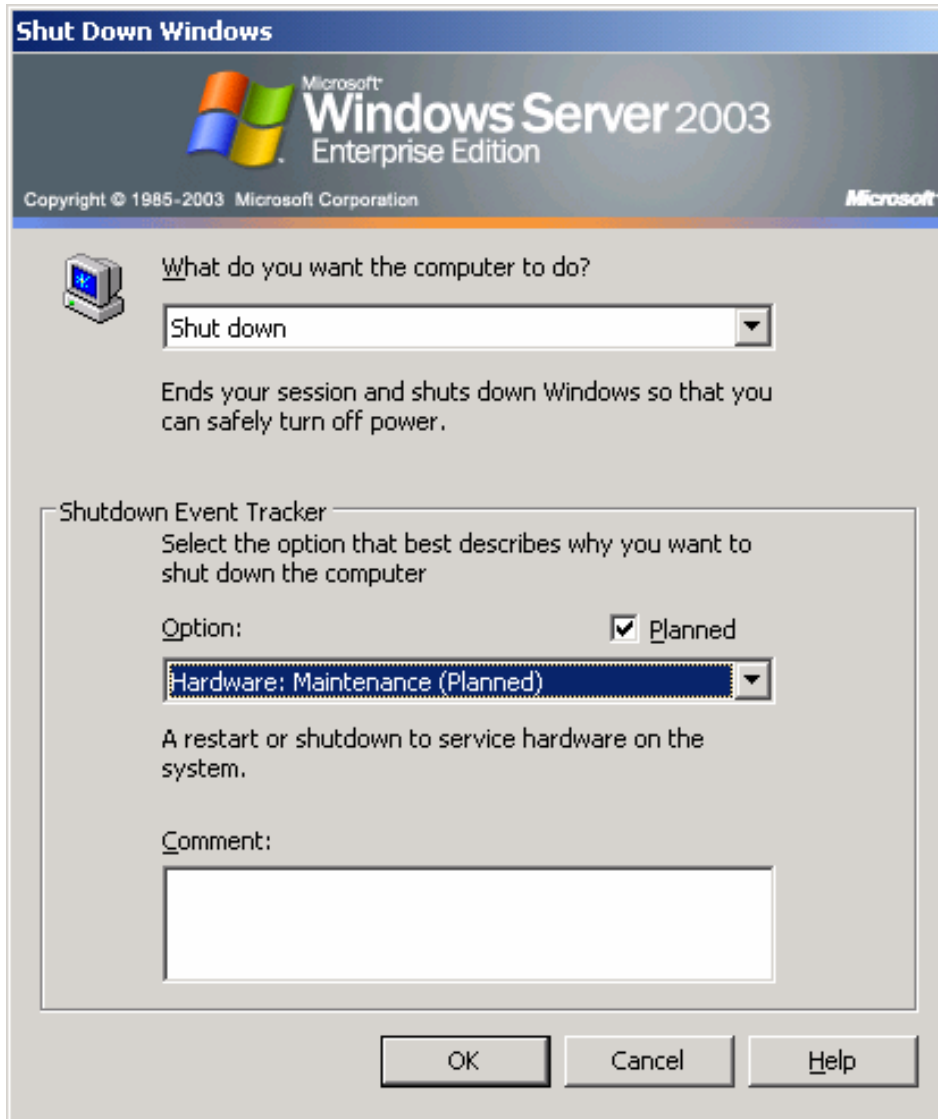 Shut Down Windows
Microsoft
Windows Server 2003
Enterprise Edition
Copyright © 1985-2003 Microsoft Corporation
Microsoft
What do you want the computer to do?
Shut down
Ends your session and shuts down Windows so that you
can safely turn off power.
Shutdown Event Tracker
Select the option that best describes why you want to
shut down the computer
Option:
Planned
Hardware: Maintenance (Planned)
A restart or shutdown to service hardware on the
system.
Comment:
OK
Cancel
Help